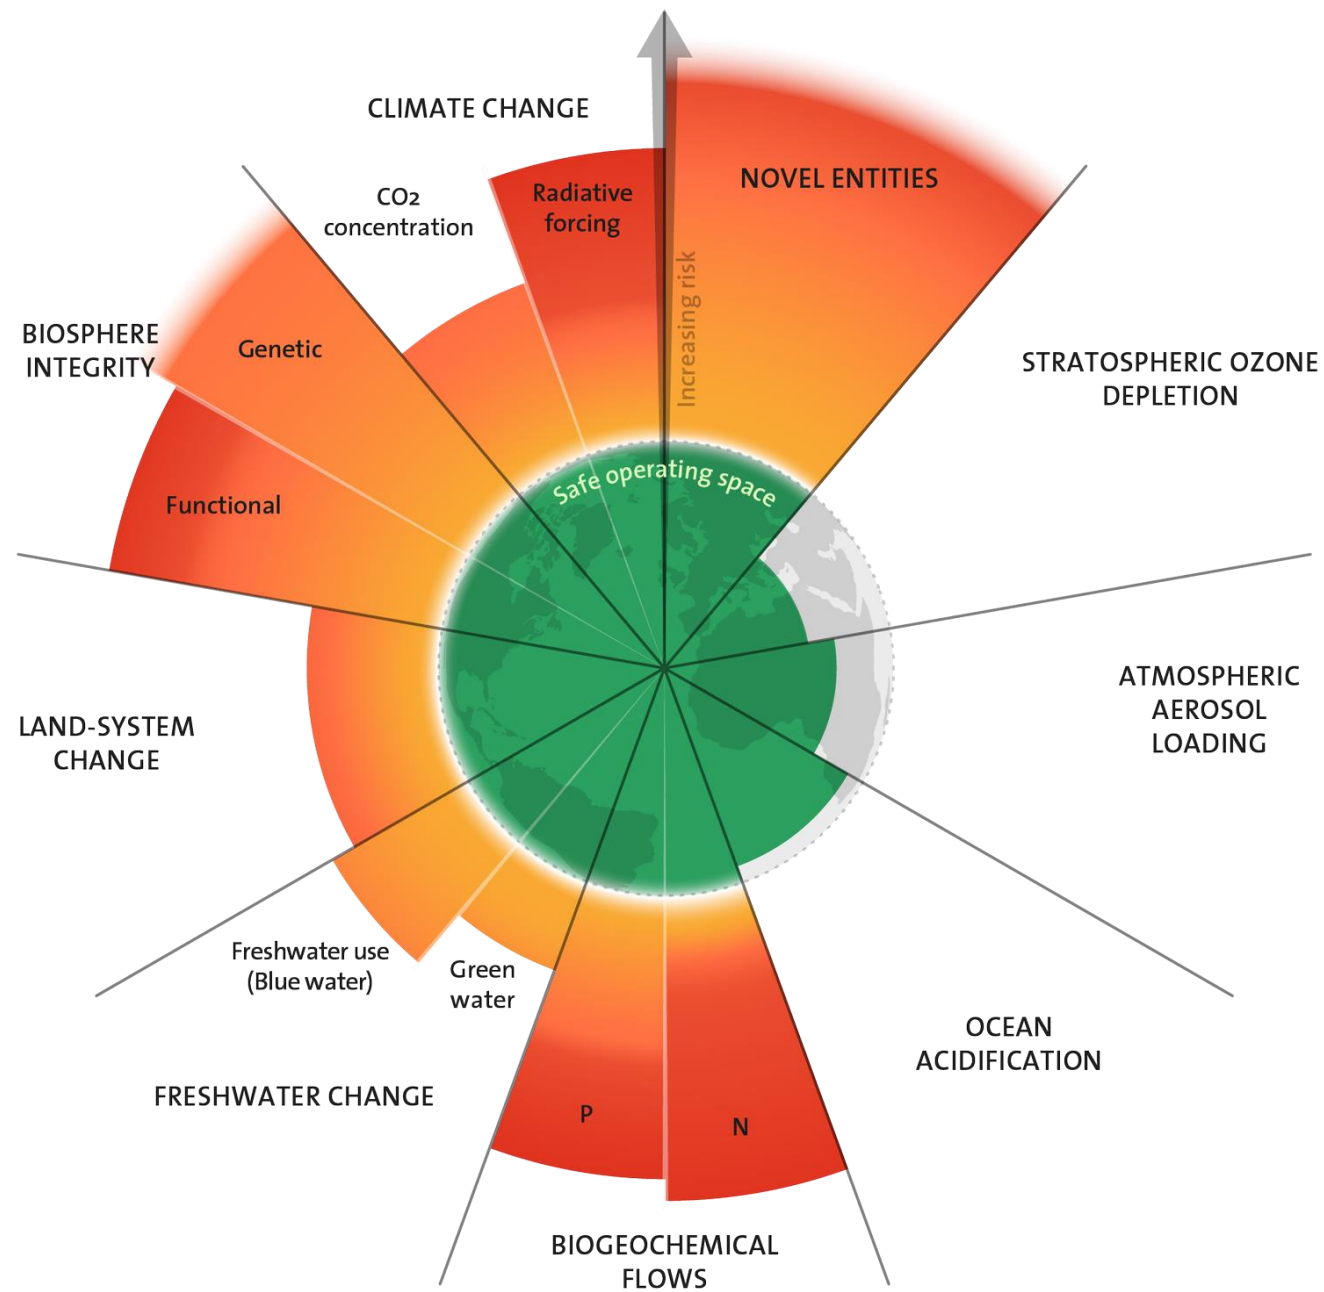 CLIMATE CHANGE
CO2
concentration
Radiative
forcing
NOVEL ENTITIES
Increasing risk
BIOSPHERE
INTEGRITY
Genetic
Functional
STRATOSPHERIC OZONE
DEPLETION
Safe operating space
ATMOSPHERIC
AEROSOL
LOADING
LAND-SYSTEM
CHANGE
Freshwater use
(Blue water)
Green
water
FRESHWATER CHANGE
P
N
OCEAN
ACIDIFICATION
BIOGEOCHEMICAL
FLOWS